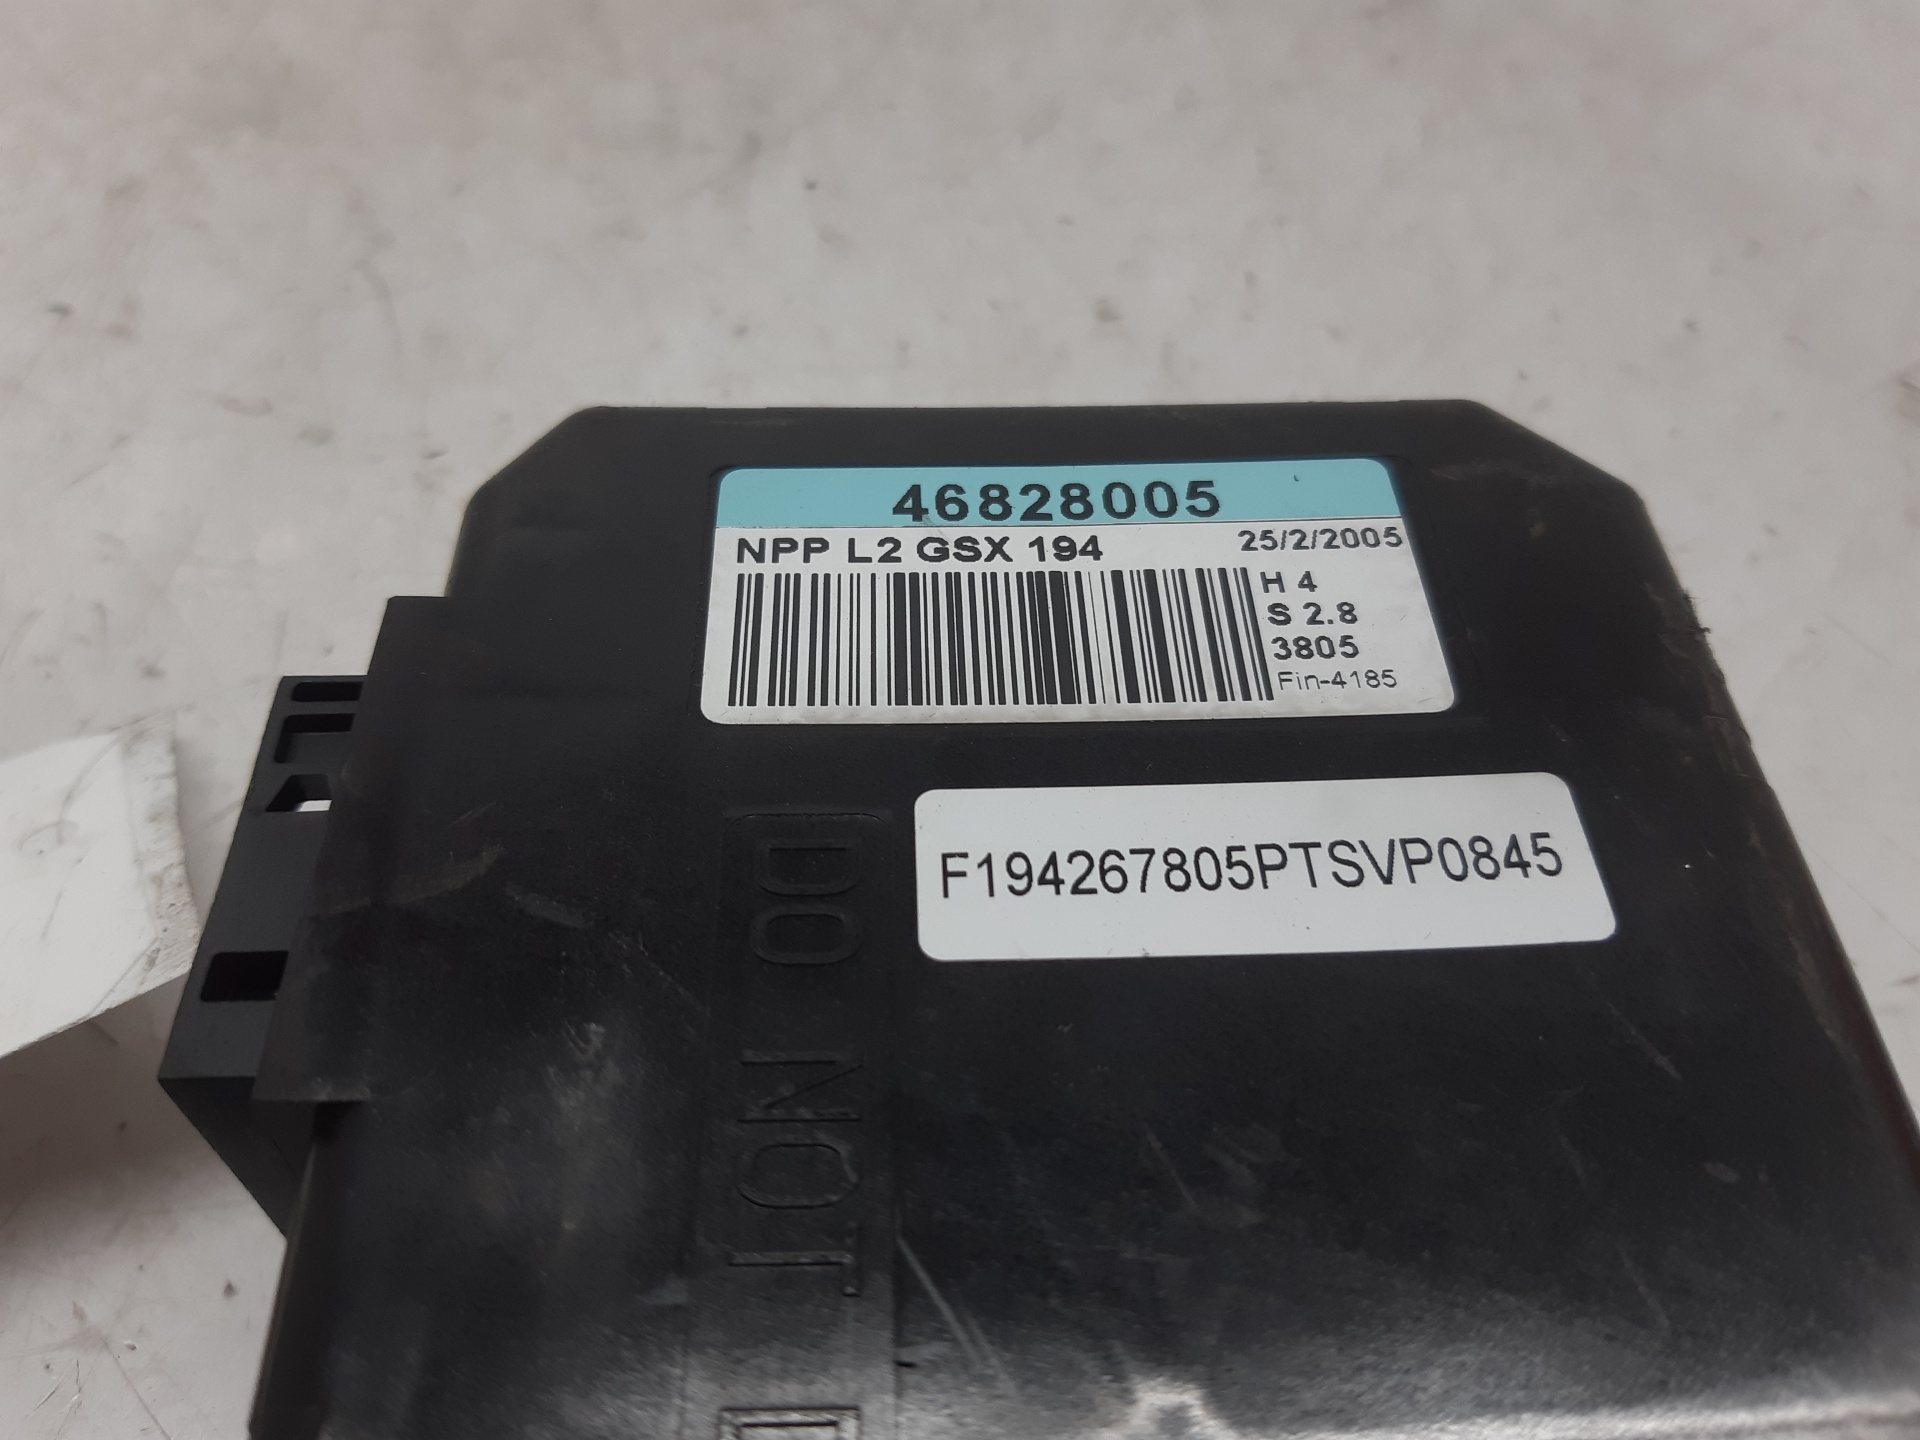 46828005
NPP L2 GSX 194
25/2/2005
H 4
S 2.8
3805
Fin-4185
F194267805PTSVP0845
DO NOT